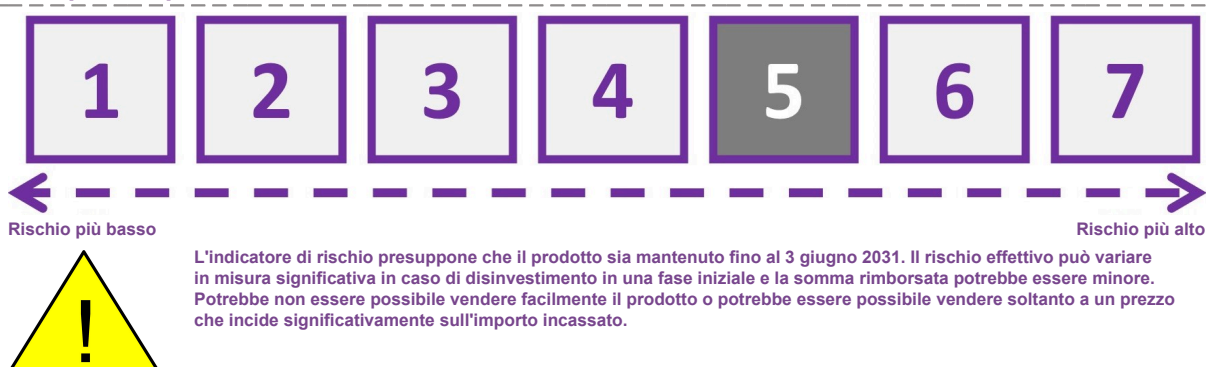 1 2 3 4 5 6 7
Rischio più basso Rischio più alto
L'indicatore di rischio presuppone che il prodotto sia mantenuto fino al 3 giugno 2031. Il rischio effettivo può variare
in misura significativa in caso di disinvestimento in una fase iniziale e la somma rimborsata potrebbe essere minore.
Potrebbe non essere possibile vendere facilmente il prodotto o potrebbe essere possibile vendere soltanto a un prezzo
che incide significativamente sull'importo incassato.
!